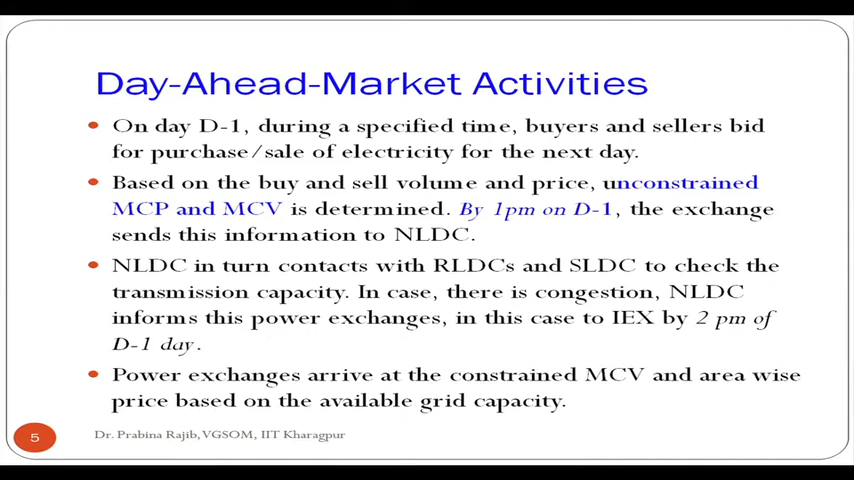 Day-Ahead-Market Activities
On day D-1, during a specified time, buyers and sellers bid
for purchase/sale of electricity for the next day.
Based on the buy and sell volume and price, unconstrained
MCP and MCV is determined. By 1pm on D-1, the exchange
sends this information to NLDC.
NLDC in turn contacts with RLDCs and SLDC to check the
transmission capacity. In case, there is congestion, NLDC
informs this power exchanges, in this case to IEX by 2 pm of
D-1 day.
Power exchanges arrive at the constrained MCV and area wise
price based on the available grid capacity.
5
Dr. Prabina Rajib, VGSOM, IIT Kharagpur